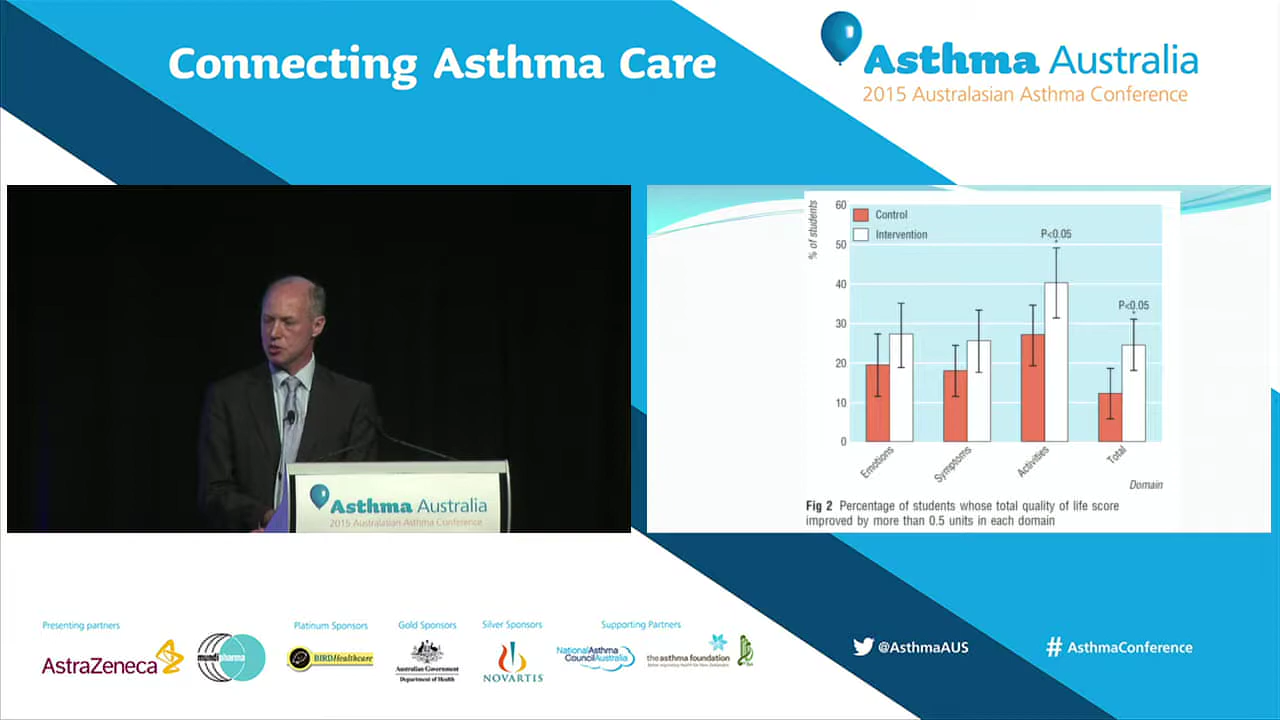 Connecting Asthma Care
Asthma Australia
2015 Australasian Asthma Conference
Asthma Australia
2015 Australasian Asthma Conference
% of students
60
50
40
30
20
10
0
Control
Intervention
P<0.05
P<0.05
Emotions
Symptoms
Activities
Total
Domain
Fig 2 Percentage of students whose total quality of life score
improved by more than 0.5 units in each domain
Presenting partners
AstraZeneca
mundipharma
Platinum Sponsors
BIRDHealthcare
Gold Sponsors
Australian Government
Department of Health
Silver Sponsors
NOVARTIS
Supporting Partners
National Asthma
Council Australia
the asthma foundation
@AsthmaAUS
# AsthmaConference